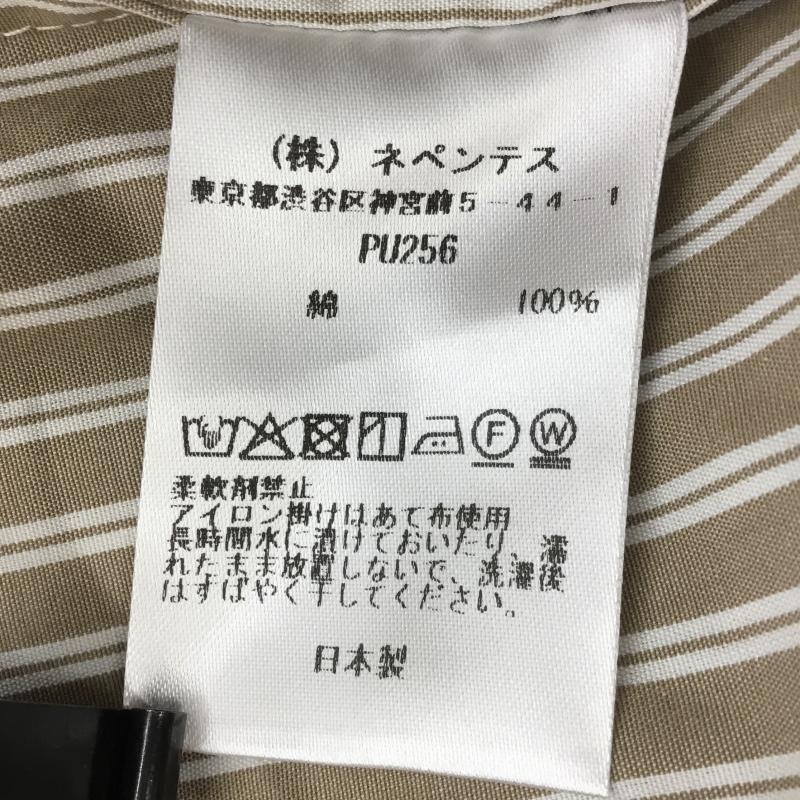 (株) ネペンテス
東京都渋谷区神宮前5-44-1
PU256
綿 100%
F W
柔軟剤禁止
アイロン掛けはあて布使用
長時間水に漬けておいたり、濡
れたまま放置しないで、洗濯後
はすばやく干してください。
日本製